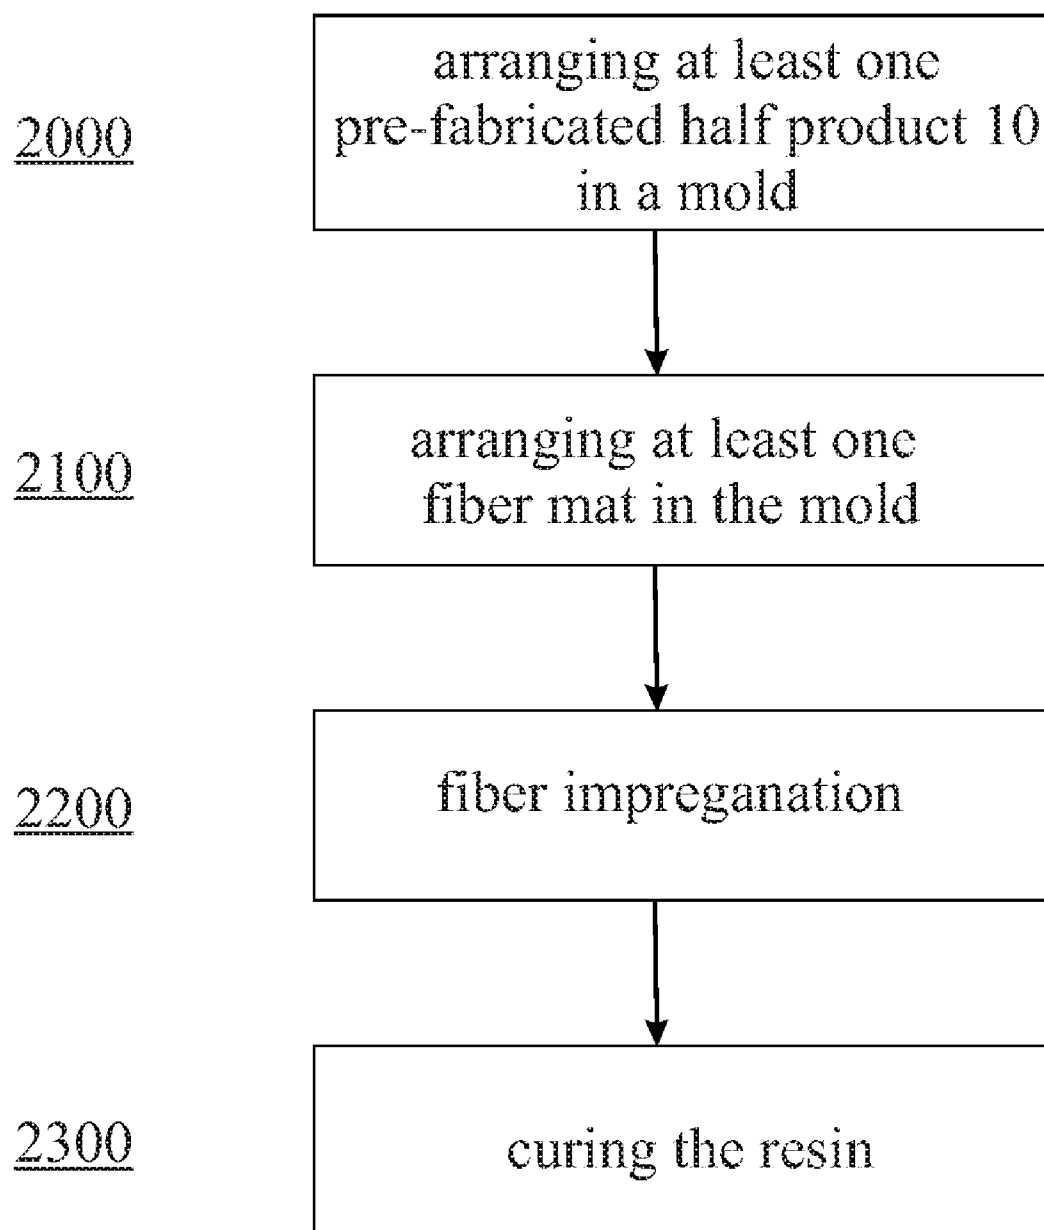 arranging at least one
2000 pre-fabricated half product 10
in a mold
arranging at least one
2100 fiber mat in the mold
2200 fiber impreganation
2300 curing the resin